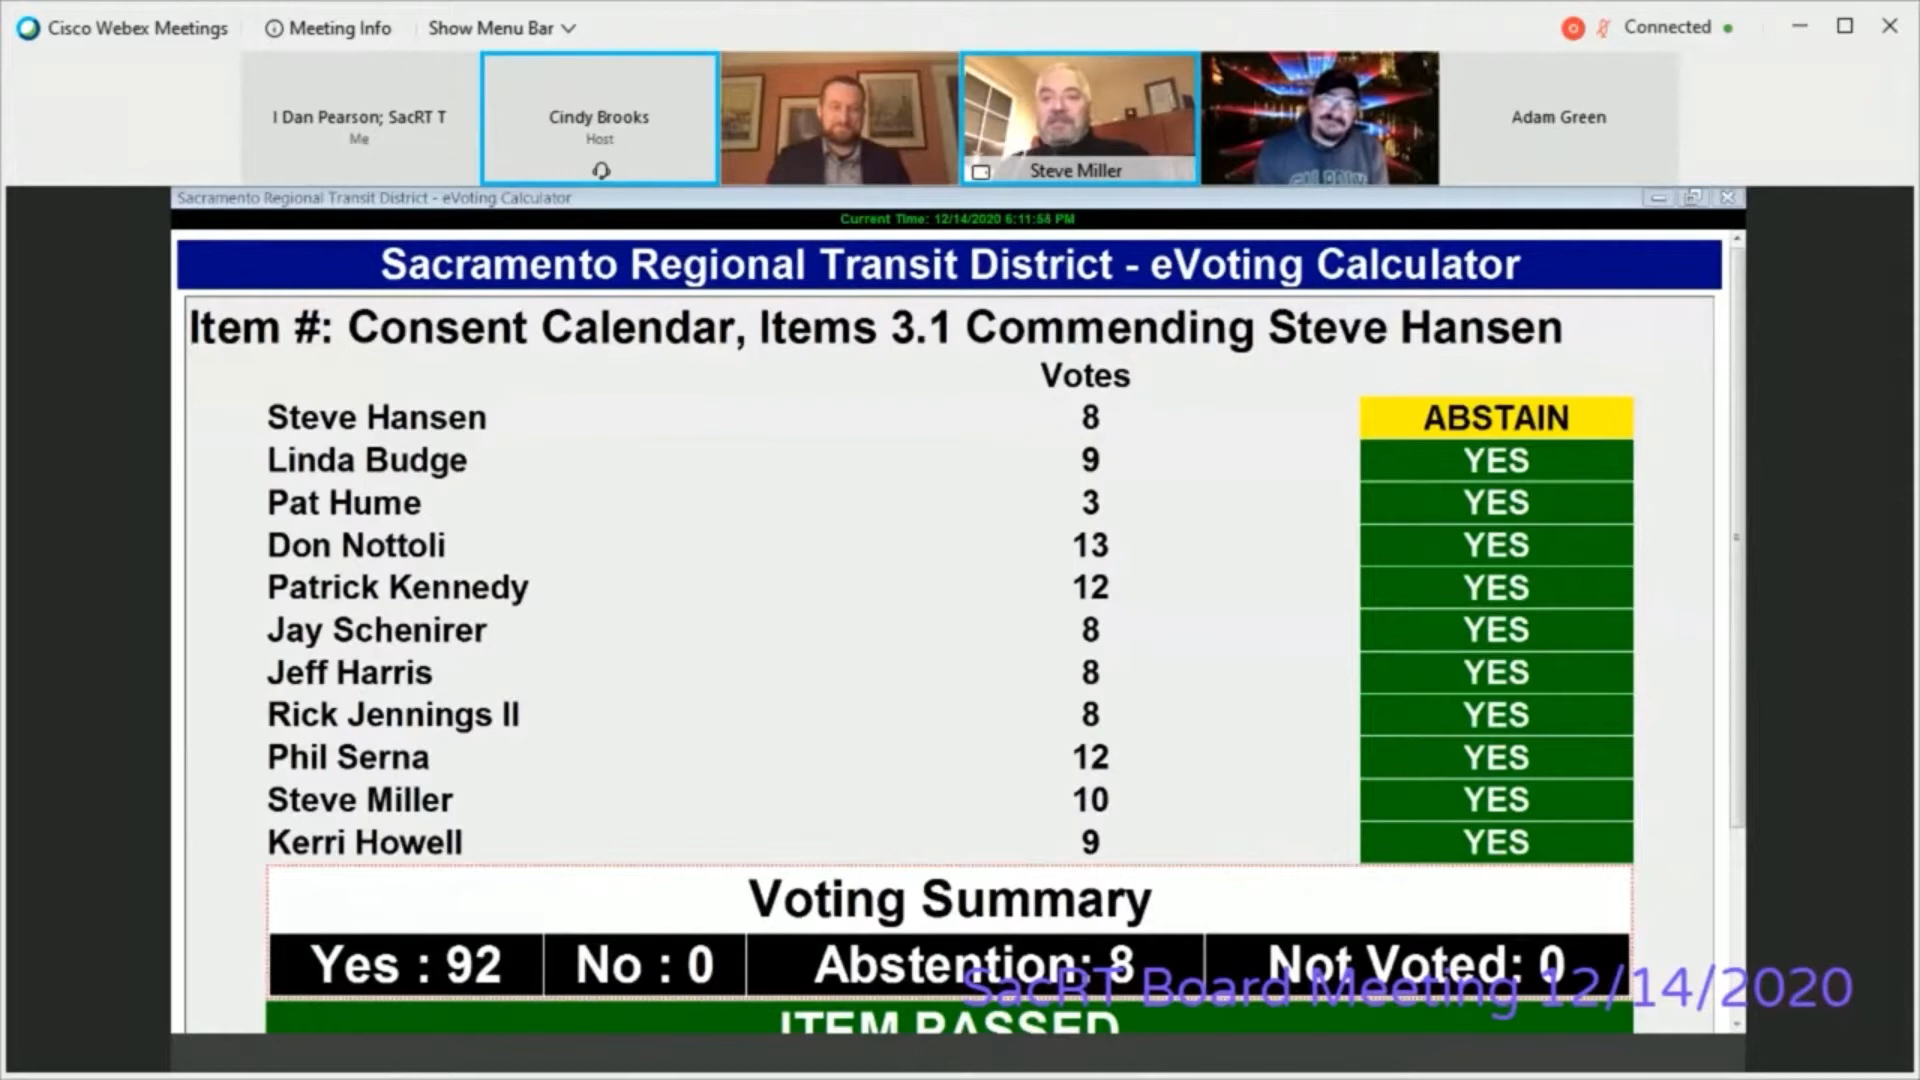 Cisco Webex Meetings
Meeting Info
Show Menu Bar
Connected
I Dan Pearson; SacRT T
Me
Cindy Brooks
Host
Steve Miller
Adam Green
Sacramento Regional Transit District - eVoting Calculator
Current Time: 12/14/2020 6:11:58 PM
Sacramento Regional Transit District - eVoting Calculator
Item #: Consent Calendar, Items 3.1 Commending Steve Hansen
Votes
Steve Hansen 8 ABSTAIN
Linda Budge 9 YES
Pat Hume 3 YES
Don Nottoli 13 YES
Patrick Kennedy 12 YES
Jay Schenirer 8 YES
Jeff Harris 8 YES
Rick Jennings II 8 YES
Phil Serna 12 YES
Steve Miller 10 YES
Kerri Howell 9 YES
Voting Summary
Yes : 92 No : 0 Abstention: 8 Not Voted: 0
SacRT Board Meeting 12/14/2020
ITEM PASSED